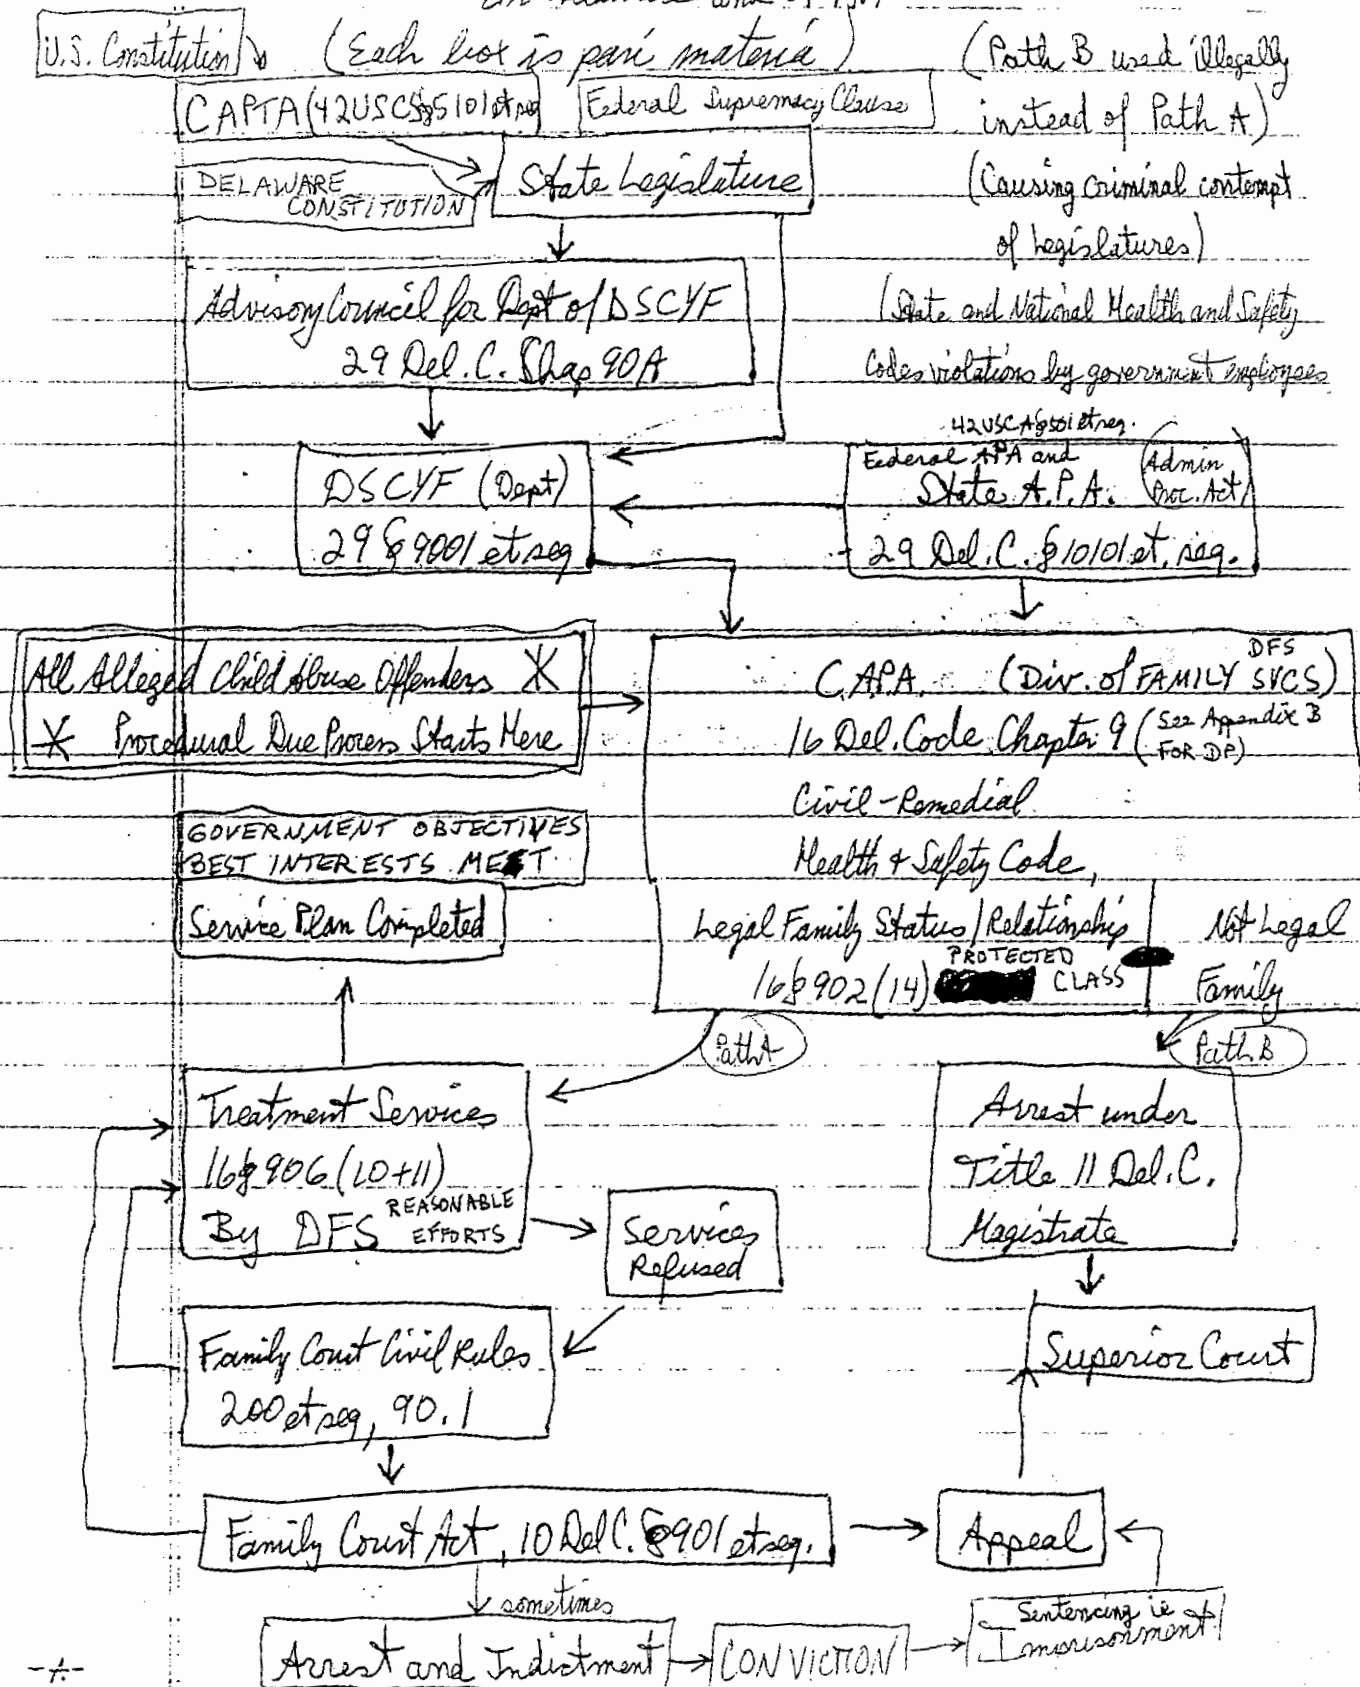 U.S. Constitution
(Each box is pari materia)
(Path B used illegally
instead of Path A)
CAPTA (42USC§§5101 et seq
Federal Supremacy Clause
(Causing criminal contempt
of Legislatures)
DELAWARE
CONSTITUTION
State Legislature
Advisory Council for Dept of DSCYF
29 Del. C. Chap 90A
(State and National Health and Safety
Codes violations by government employees
DSCYF (Dept)
29 § 9001 et seq
42 USCA§501 et seq.
Federal APA and
State A.P.A.
(Admin
Proc. Act)
29 Del. C. § 10101 et. seq.
All Alleged Child Abuse Offenders *
* Procedural Due Process Starts Here
C.A.P.A. (Div. of FAMILY SVCS)
DFS
16 Del. Code Chapter 9 (See Appendix B
FOR DP)
Civil-Remedial
Health & Safety Code,
Legal Family Status/Relationship
16§902(14) PROTECTED
CLASS
Not Legal
Family
GOVERNMENT OBJECTIVES
BEST INTERESTS MET.
Service Plan Completed
Path A
Path B
Treatment Services
16§906(10+11)
By DFS REASONABLE
EFFORTS
Services
Refused
Arrest under
Title 11 Del. C.
Magistrate
Superior Court
Family Court Civil Rules
200 et seq, 90.1
Family Court Act, 10 Del C. §901 et seq.
Appeal
sometimes
Arrest and Indictment
CONVICTION
Sentencing ie
Imprisonment